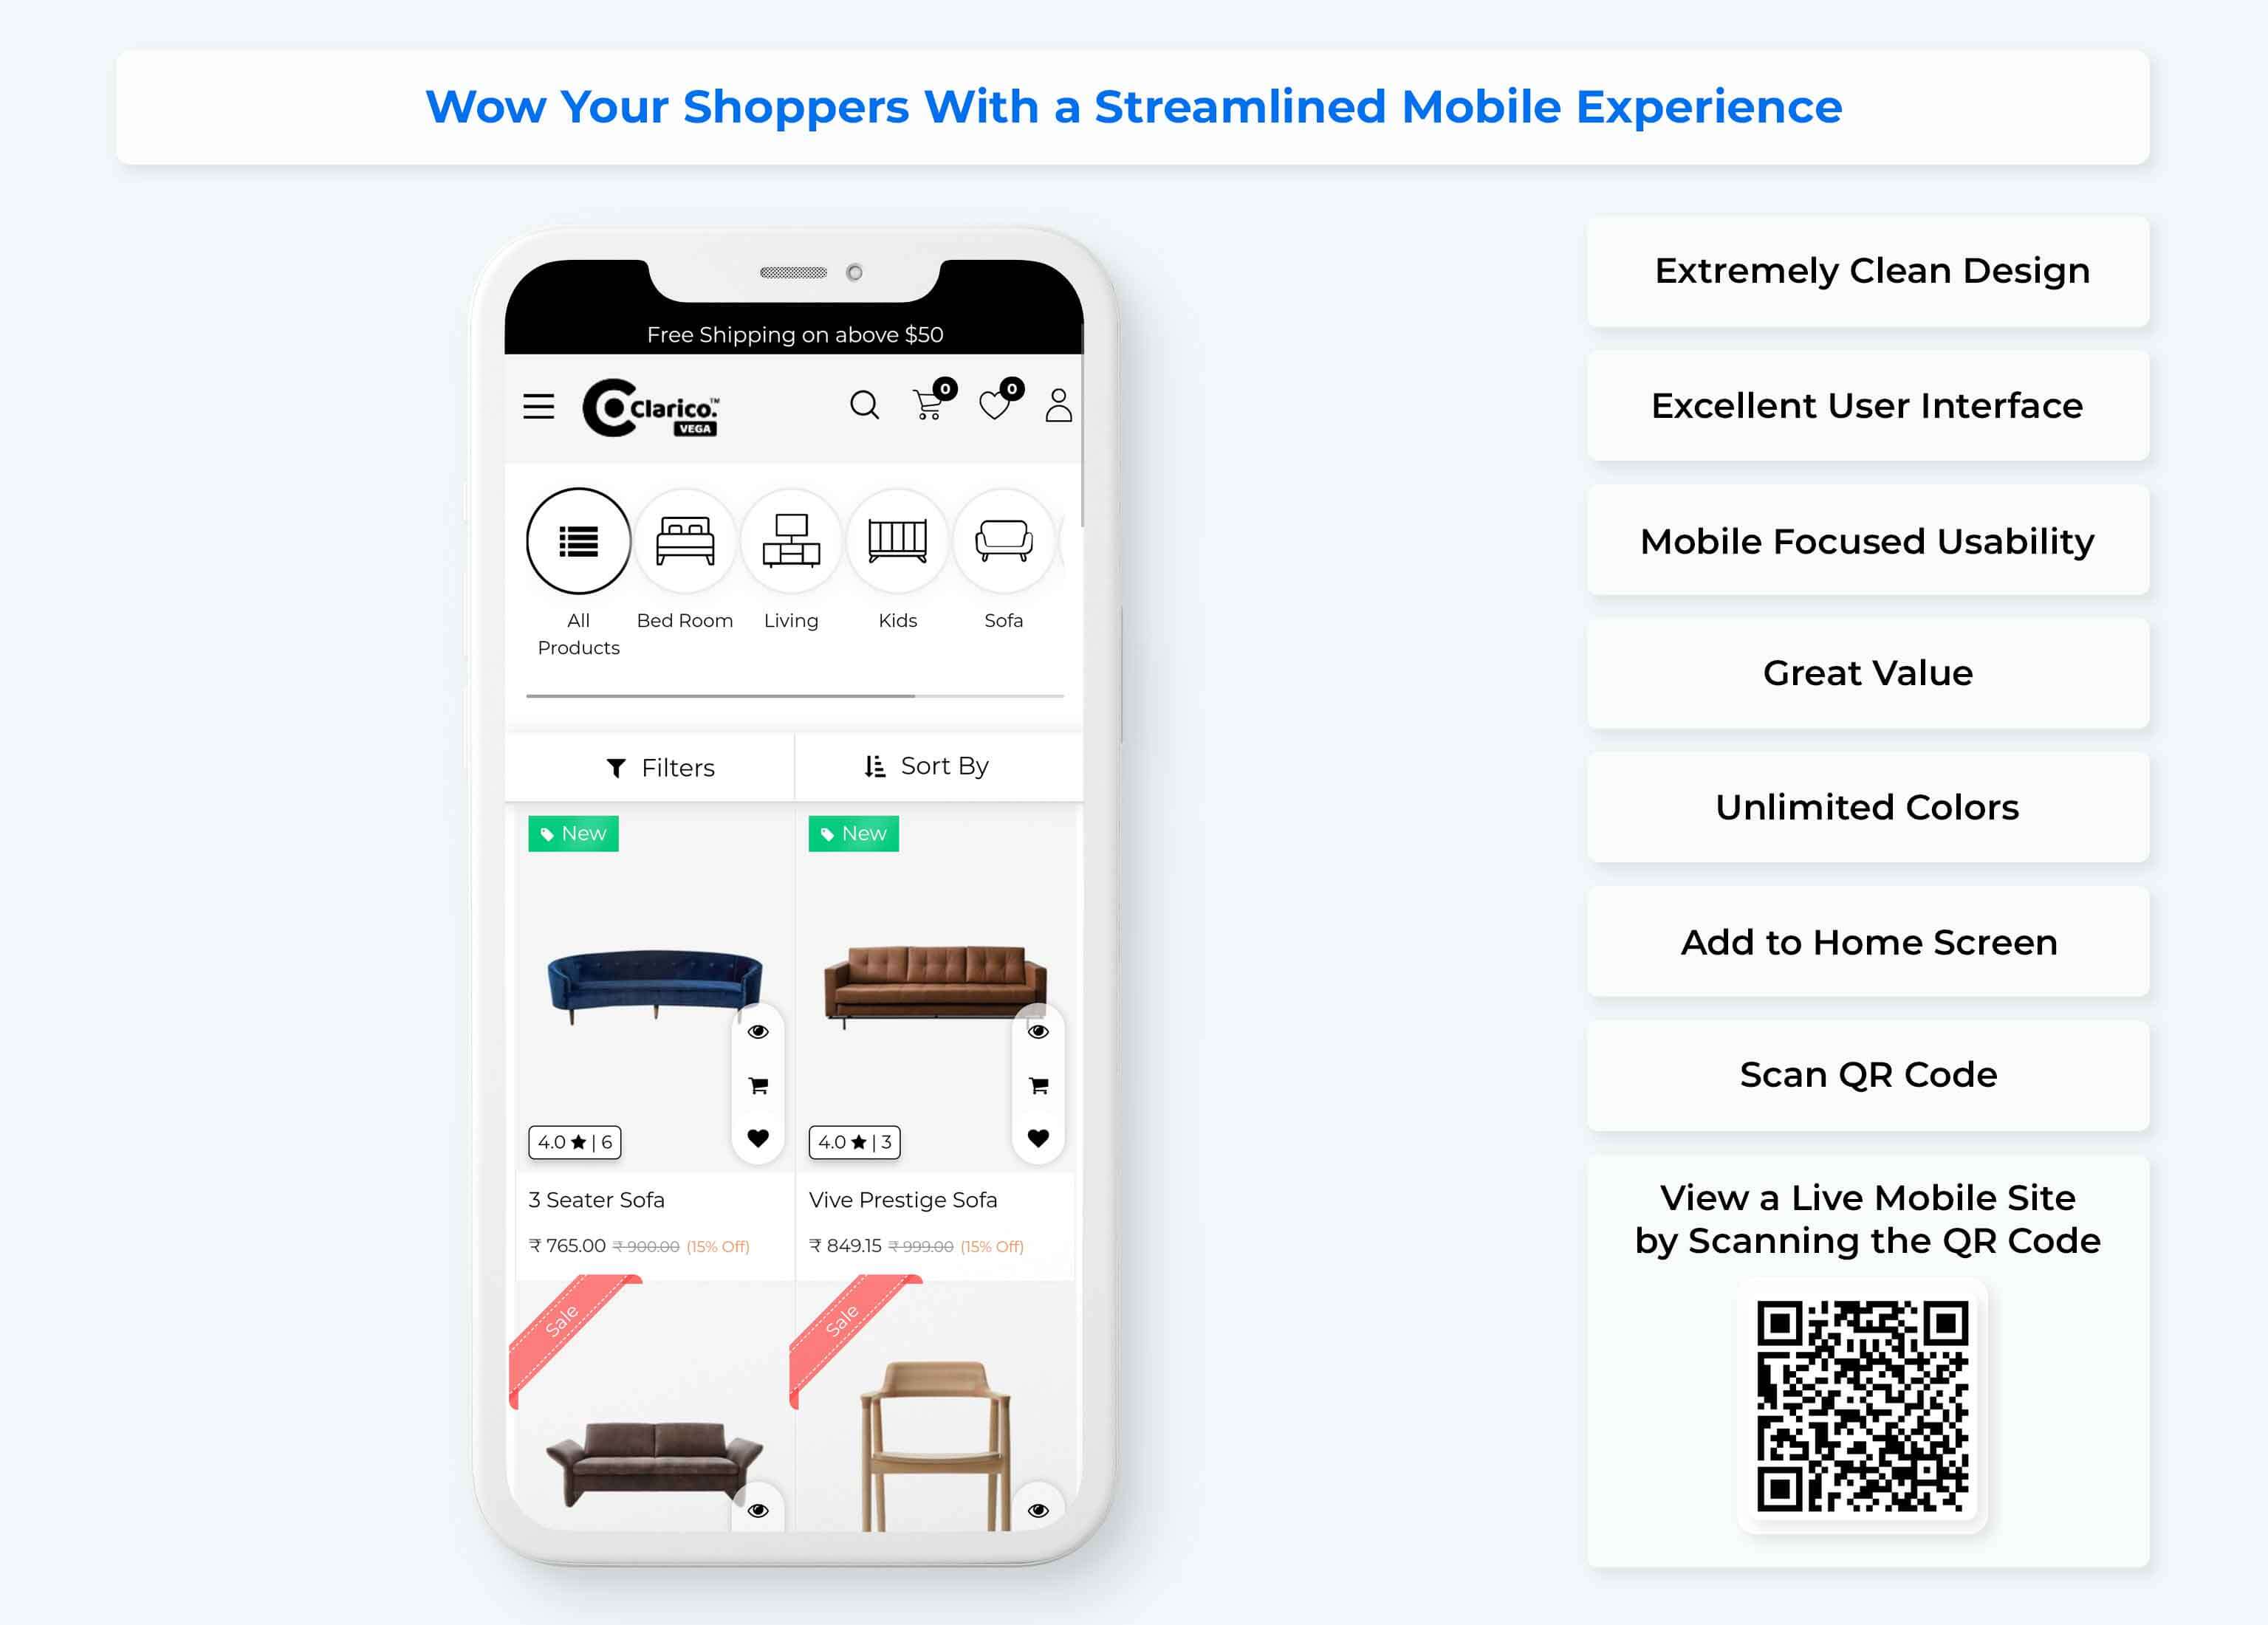 Wow Your Shoppers With a Streamlined Mobile Experience
Free Shipping on above $50
Clarico.™
VEGA
0
0
All
Products
Bed Room
Living
Kids
Sofa
Filters
Sort By
New
New
4.0 ★ | 6
4.0 ★ | 3
3 Seater Sofa
Vive Prestige Sofa
₹ 765.00 ₹ 900.00 (15% Off)
₹ 849.15 ₹ 999.00 (15% Off)
Sale
Sale
Extremely Clean Design
Excellent User Interface
Mobile Focused Usability
Great Value
Unlimited Colors
Add to Home Screen
Scan QR Code
View a Live Mobile Site
by Scanning the QR Code